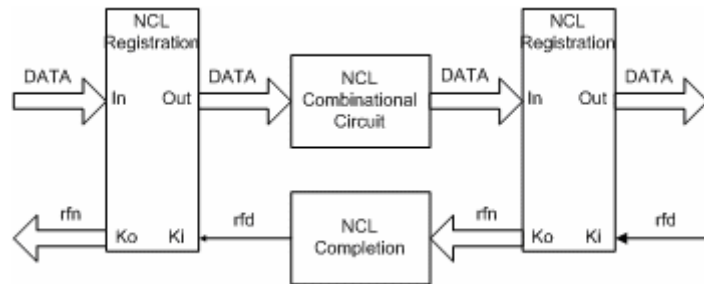 NCL
Registration
NCL
Registration
DATA
DATA
NCL
Combinational
Circuit
DATA
DATA
In
Out
In
Out
rfn
rfd
NCL
Completion
rfn
rfd
Ko
Ki
Ko
Ki